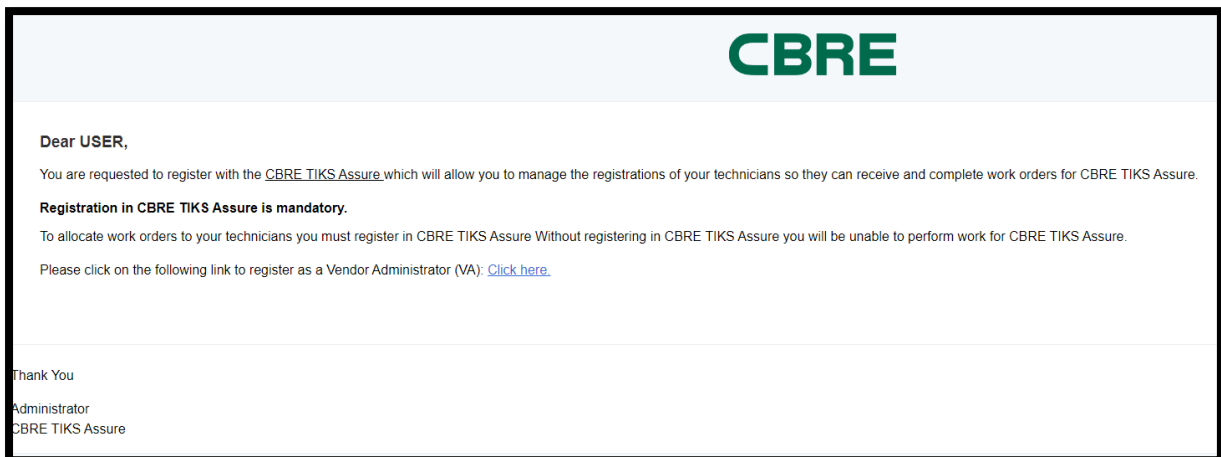 CBRE
Dear USER,
You are requested to register with the CBRE TIKS Assure which will allow you to manage the registrations of your technicians so they can receive and complete work orders for CBRE TIKS Assure.
Registration in CBRE TIKS Assure is mandatory.
To allocate work orders to your technicians you must register in CBRE TIKS Assure Without registering in CBRE TIKS Assure you will be unable to perform work for CBRE TIKS Assure.
Please click on the following link to register as a Vendor Administrator (VA): Click here.
Thank You
Administrator
CBRE TIKS Assure